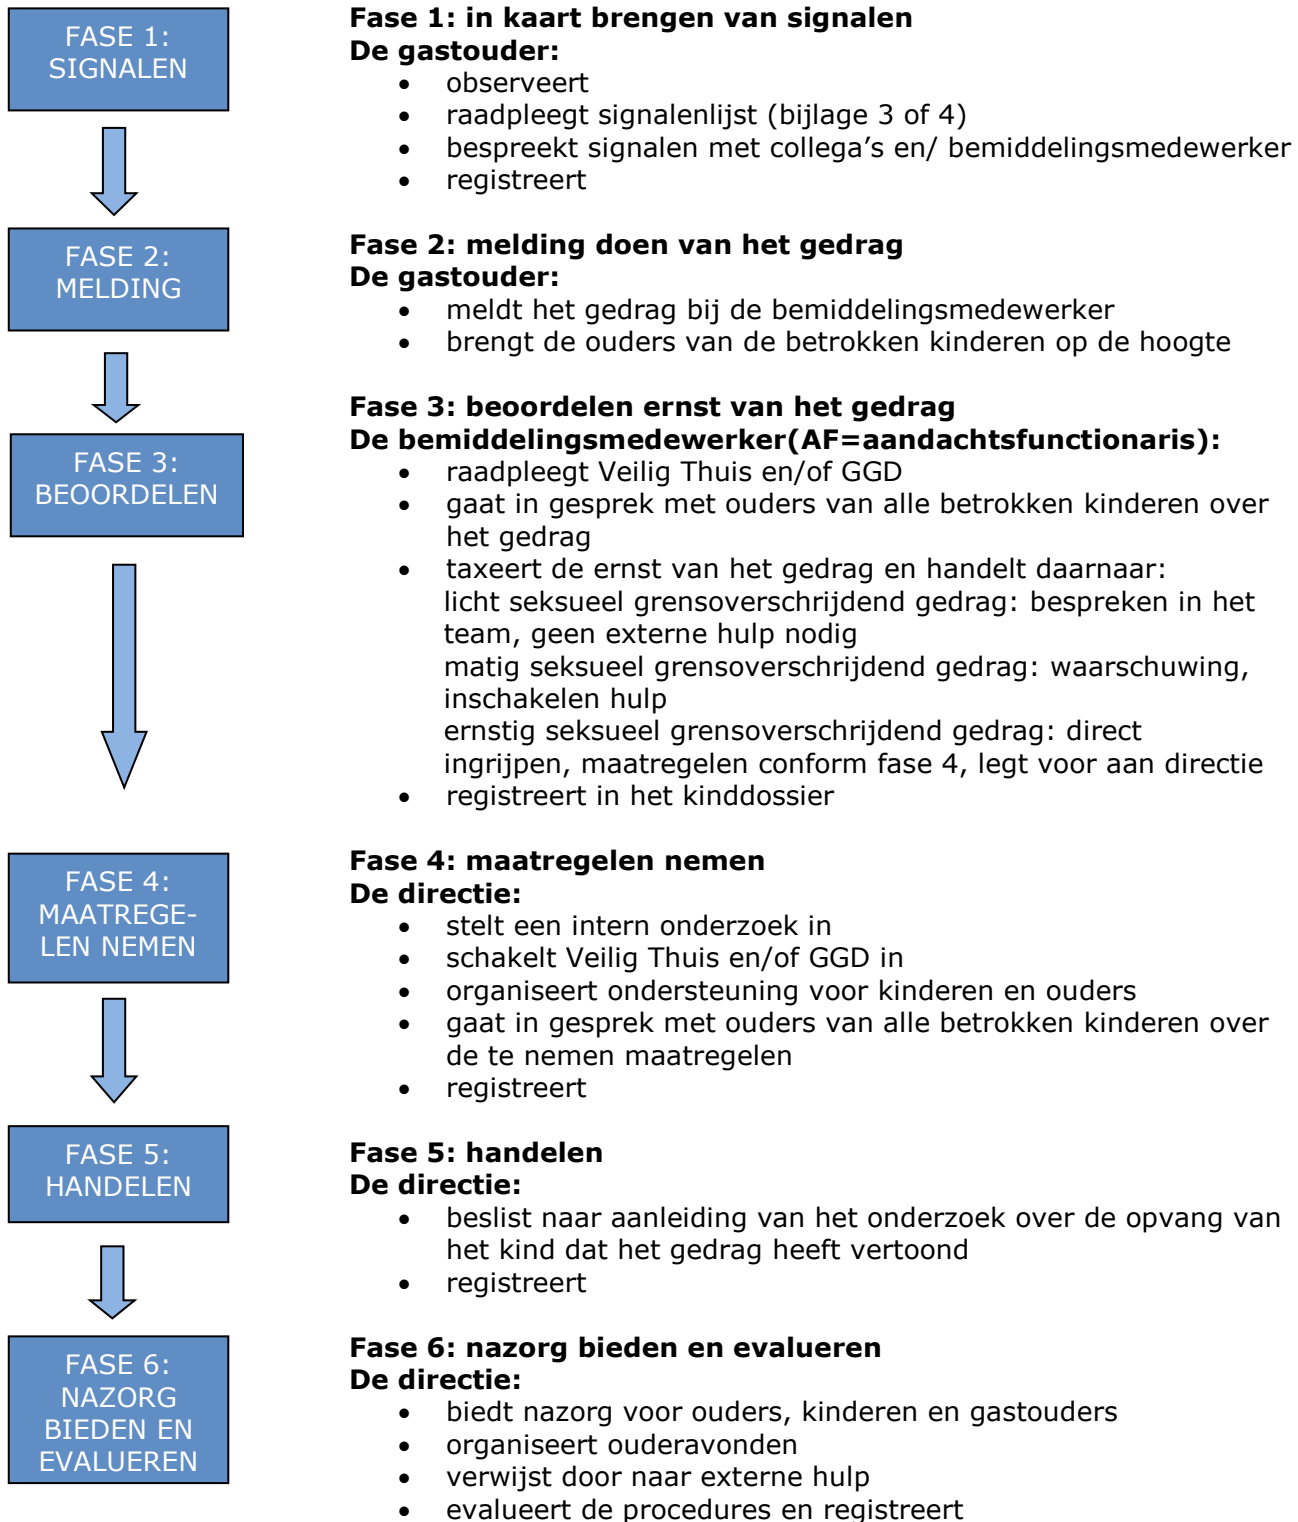 FASE 1:
SIGNALEN
Fase 1: in kaart brengen van signalen
De gastouder:
• observeert
• raadpleegt signalenlijst (bijlage 3 of 4)
• bespreekt signalen met collega’s en/ bemiddelingsmedewerker
• registreert
FASE 2:
MELDING
Fase 2: melding doen van het gedrag
De gastouder:
• meldt het gedrag bij de bemiddelingsmedewerker
• brengt de ouders van de betrokken kinderen op de hoogte
FASE 3:
BEOORDELEN
Fase 3: beoordelen ernst van het gedrag
De bemiddelingsmedewerker(AF=aandachtsfunctionaris):
• raadpleegt Veilig Thuis en/of GGD
• gaat in gesprek met ouders van alle betrokken kinderen over
het gedrag
• taxeert de ernst van het gedrag en handelt daarnaar:
licht seksueel grensoverschrijdend gedrag: bespreken in het
team, geen externe hulp nodig
matig seksueel grensoverschrijdend gedrag: waarschuwing,
inschakelen hulp
ernstig seksueel grensoverschrijdend gedrag: direct
ingrijpen, maatregelen conform fase 4, legt voor aan directie
• registreert in het kinddossier
FASE 4:
MAATREGE-
LEN NEMEN
Fase 4: maatregelen nemen
De directie:
• stelt een intern onderzoek in
• schakelt Veilig Thuis en/of GGD in
• organiseert ondersteuning voor kinderen en ouders
• gaat in gesprek met ouders van alle betrokken kinderen over
de te nemen maatregelen
• registreert
FASE 5:
HANDELEN
Fase 5: handelen
De directie:
• beslist naar aanleiding van het onderzoek over de opvang van
het kind dat het gedrag heeft vertoond
• registreert
FASE 6:
NAZORG
BIEDEN EN
EVALUEREN
Fase 6: nazorg bieden en evalueren
De directie:
• biedt nazorg voor ouders, kinderen en gastouders
• organiseert ouderavonden
• verwijst door naar externe hulp
• evalueert de procedures en registreert